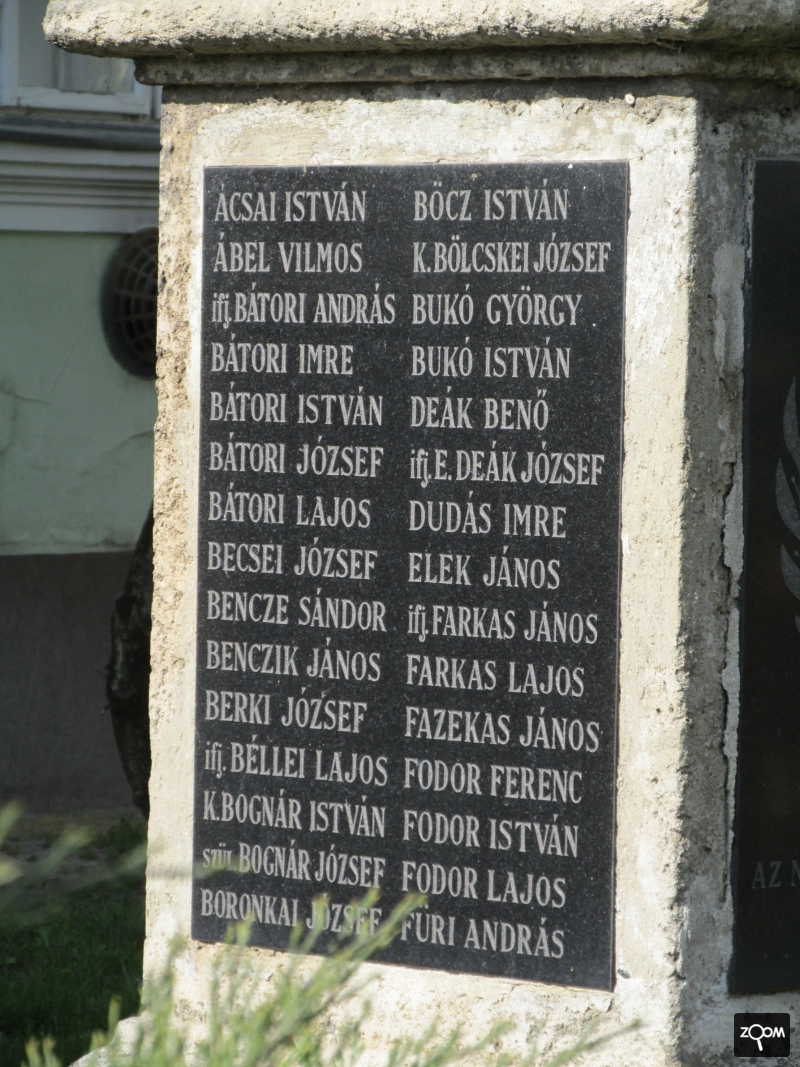 ÁCSAI ISTVÁN
ÁBEL VILMOS
ifj. BÁTORI ANDRÁS
BÁTORI IMRE
BÁTORI ISTVÁN
BÁTORI JÓZSEF
BÁTORI LAJOS
BECSEI JÓZSEF
BENCZE SÁNDOR
BENCZIK JÁNOS
BERKI JÓZSEF
ifj. BÉLLEI LAJOS
K. BOGNÁR ISTVÁN
szül. BOGNÁR JÓZSEF
BORONKAI JÓZSEF
BÖCZ ISTVÁN
K. BÖLCSKEI JÓZSEF
BUKÓ GYÖRGY
BUKÓ ISTVÁN
DEÁK BENŐ
ifj. E. DEÁK JÓZSEF
DUDÁS IMRE
ELEK JÁNOS
ifj. FARKAS JÁNOS
FARKAS LAJOS
FAZEKAS JÁNOS
FODOR FERENC
FODOR ISTVÁN
FODOR LAJOS
FURI ANDRÁS
AZ
ZOOM